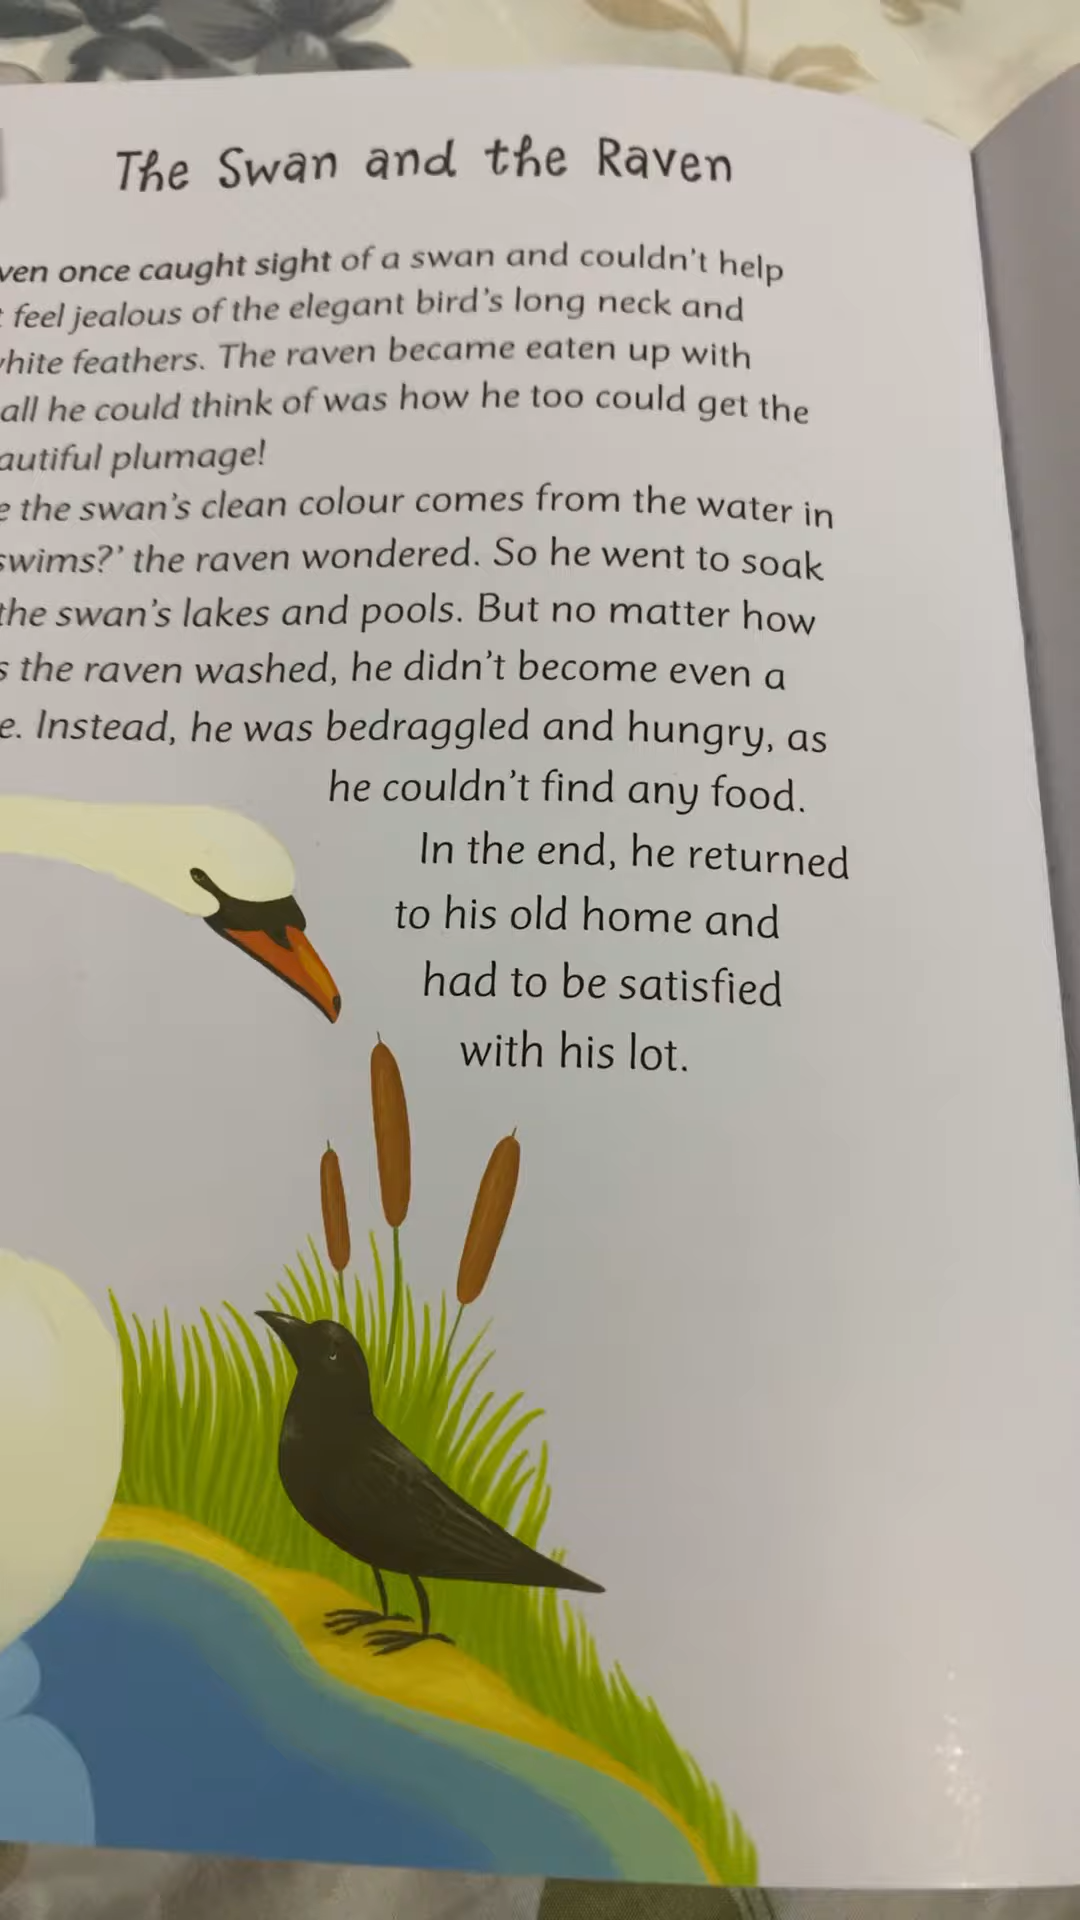 The Swan and the Raven
once caught sight of a swan and couldn't help
feel jealous of the elegant bird's long neck and
feathers. The raven became eaten up with
all he could think of was how he too could get the
plumage!
the swan's clean colour comes from the water in
swims?' the raven wondered. So he went to soak
the swan's lakes and pools. But no matter how
the raven washed, he didn't become even a
Instead, he was bedraggled and hungry, as
he couldn't find any food.
In the end, he returned
to his old home and
had to be satisfied
with his lot.